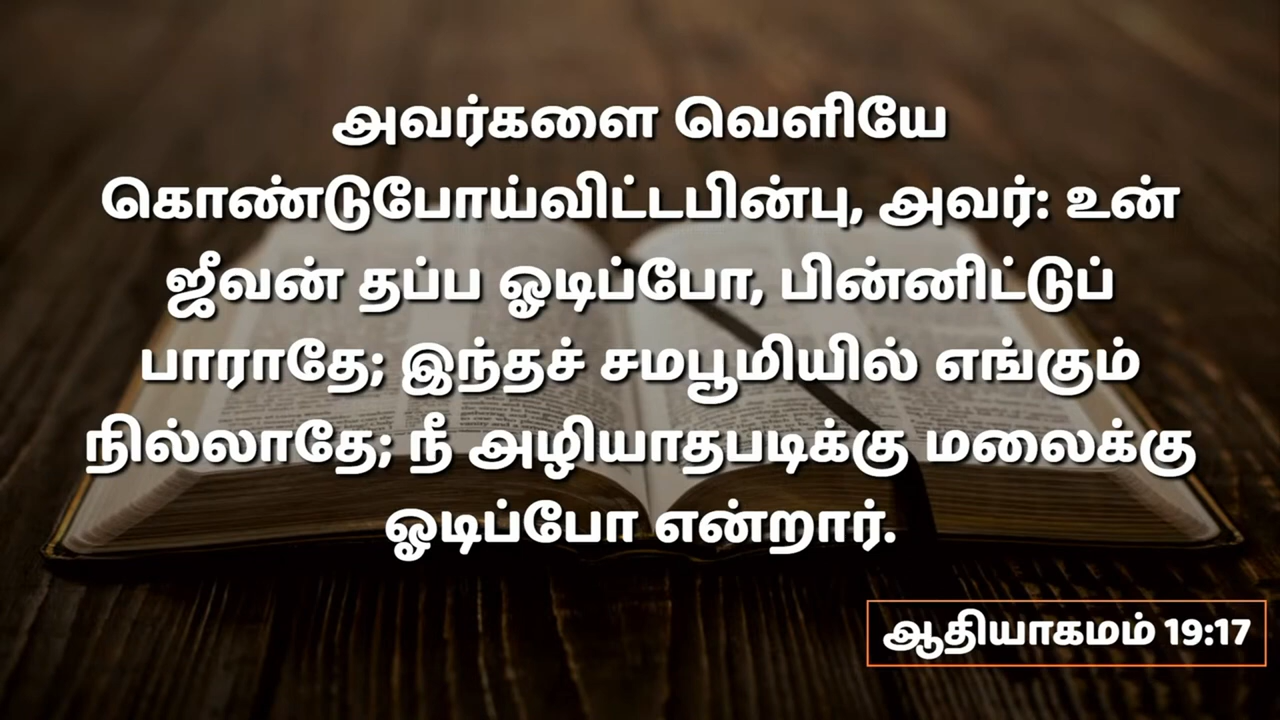 அவர்களை வெளியே
கொண்டுபோய்விட்டபின்பு, அவர்: உன்
ஜீவன் தப்ப ஓடிப்போ, பின்னிட்டுப்
பாராதே; இந்தச் சமபூமியில் எங்கும்
நில்லாதே; நீ அழியாதபடிக்கு மலைக்கு
ஓடிப்போ என்றார்.
ஆதியாகமம் 19:17